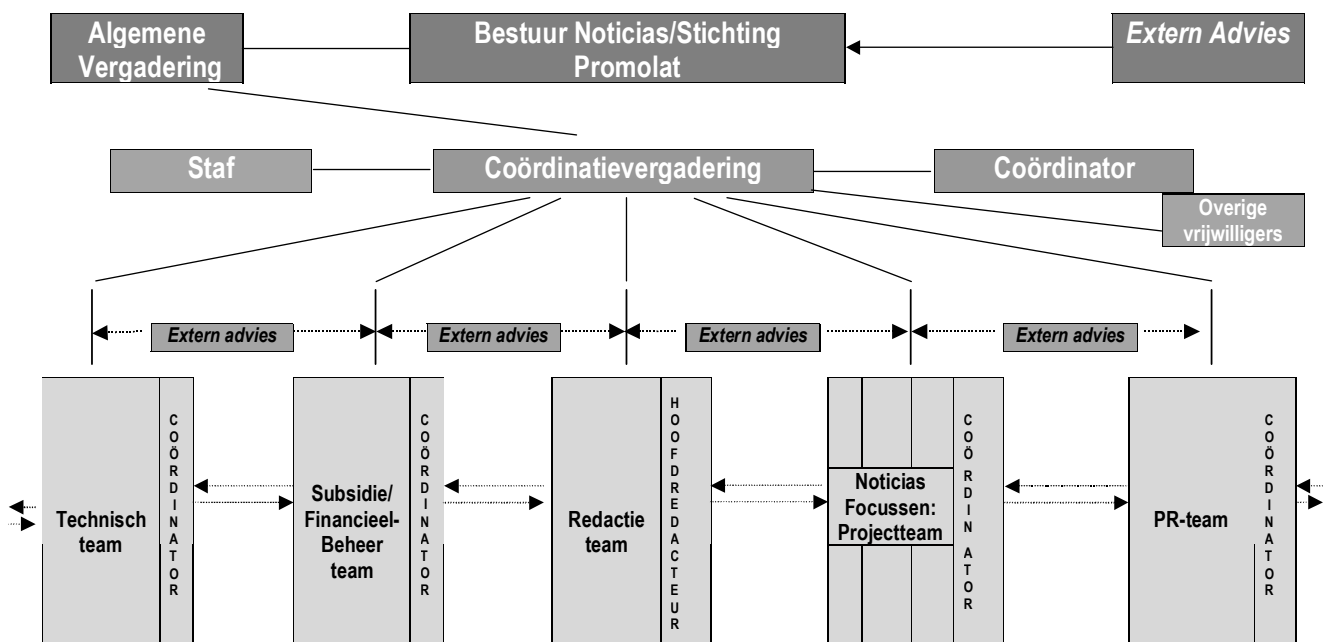 Algemene
Vergadering
Bestuur Noticias/Stichting
Promolat
Extern Advies
Staf
Coördinatievergadering
Coördinator
Overige
vrijwilligers
Extern advies
Extern advies
Extern advies
Extern advies
Technisch
team
COÖRDINATOR
Subsidie/
Financieel-
Beheer
team
COÖRDINATOR
Redactie
team
HOOFDREDACTEUR
Noticias
Focussen:
Projectteam
COÖRDIN ATOR
PR-team
COÖRDINATOR